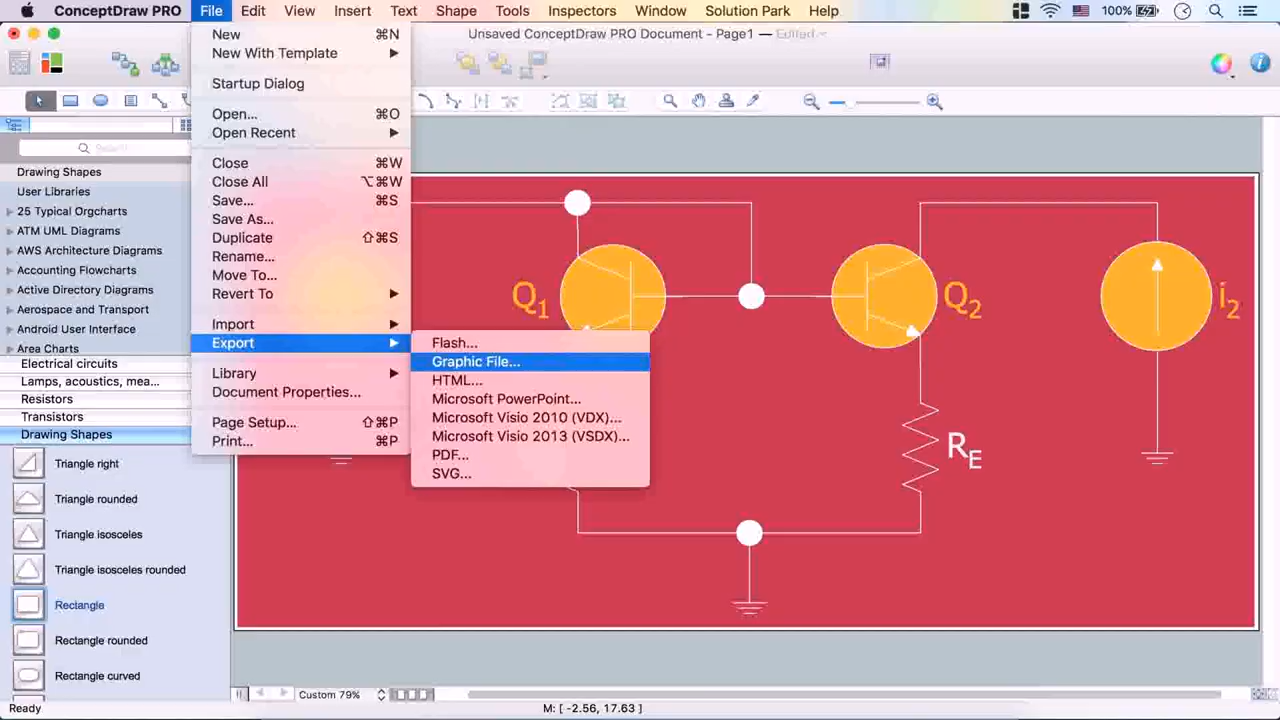 ConceptDraw PRO File Edit View Insert Text Shape Tools Inspectors Window Solution Park Help 100%
Unsaved ConceptDraw PRO Document - Page1 — Edited
New ⌘N
New With Template
Startup Dialog
Open... ⌘O
Open Recent
Close ⌘W
Close All ⌥⌘W
Save... ⌘S
Save As...
Duplicate ⇧⌘S
Rename...
Move To...
Revert To
Import
Export
Library
Document Properties...
Page Setup... ⇧⌘P
Print... ⌘P
Flash...
Graphic File...
HTML...
Microsoft PowerPoint...
Microsoft Visio 2010 (VDX)...
Microsoft Visio 2013 (VSDX)...
PDF...
SVG...
Search
Drawing Shapes
User Libraries
25 Typical Orgcharts
ATM UML Diagrams
AWS Architecture Diagrams
Accounting Flowcharts
Active Directory Diagrams
Aerospace and Transport
Android User Interface
Area Charts
Electrical circuits
Lamps, acoustics, mea...
Resistors
Transistors
Drawing Shapes
Triangle right
Triangle rounded
Triangle isosceles
Triangle isosceles rounded
Rectangle
Rectangle rounded
Rectangle curved
Q1
Q2
i2
RE
Custom 79%
Ready
M: [ -2.56, 17.63 ]